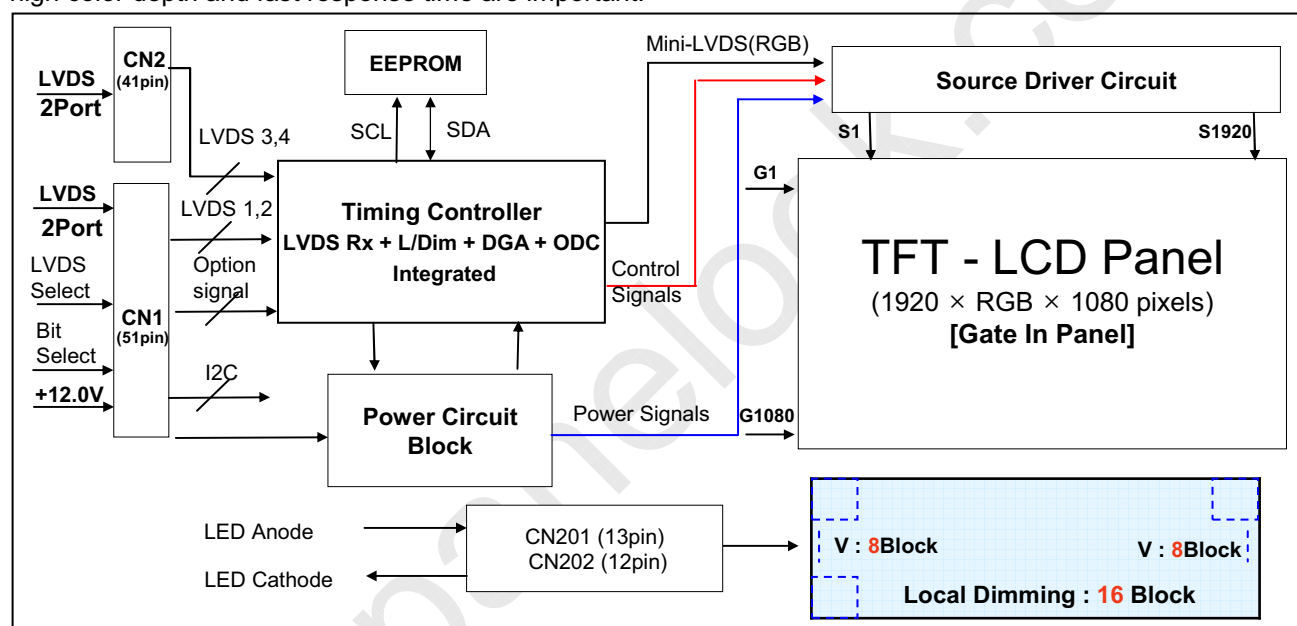 high color depth and fast response time are important.
CN2
(41pin)
LVDS
2Port
EEPROM
SCL
SDA
LVDS 3,4
Mini-LVDS(RGB)
Source Driver Circuit
S1
S1920
LVDS
2Port
LVDS
Select
Bit
Select
+12.0V
CN1
(51pin)
LVDS 1,2
Option
signal
I2C
Timing Controller
LVDS Rx + L/Dim + DGA + ODC
Integrated
Control
Signals
Power Circuit
Block
Power Signals
G1
G1080
TFT - LCD Panel
(1920 × RGB × 1080 pixels)
[Gate In Panel]
LED Anode
LED Cathode
CN201 (13pin)
CN202 (12pin)
V : 8Block
V : 8Block
Local Dimming : 16 Block